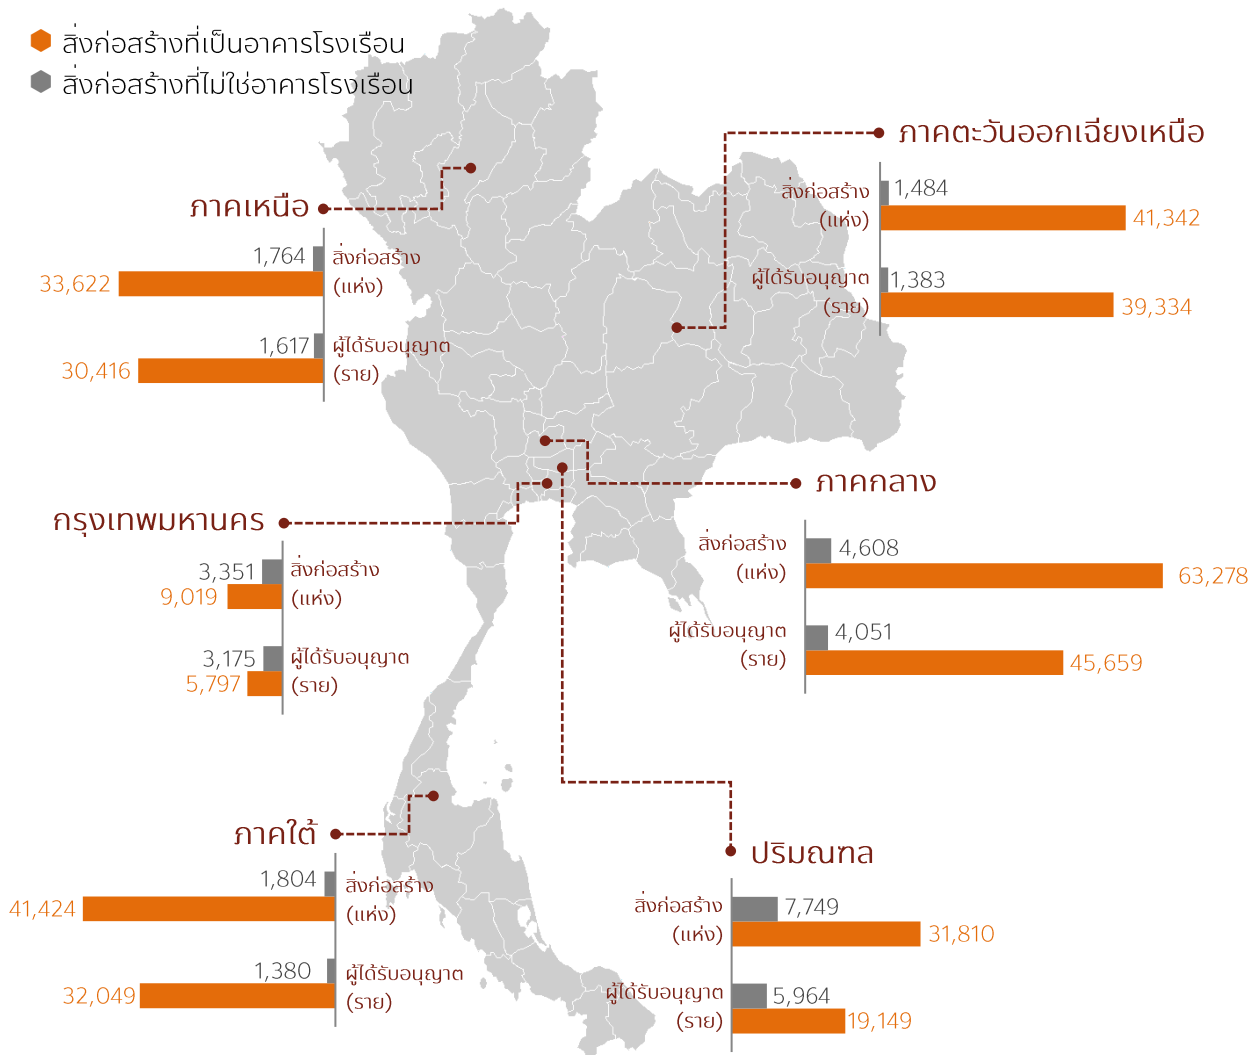 สิ่งก่อสร้างที่เป็นอาคารโรงเรือน
สิ่งก่อสร้างที่ไม่ใช่อาคารโรงเรือน
ภาคตะวันออกเฉียงเหนือ
สิ่งก่อสร้าง
(แห่ง)
1,484
41,342
ผู้ได้รับอนุญาต
(ราย)
1,383
39,334
ภาคเหนือ
1,764
สิ่งก่อสร้าง
33,622
(แห่ง)
1,617
ผู้ได้รับอนุญาต
30,416
(ราย)
ภาคกลาง
สิ่งก่อสร้าง
(แห่ง)
4,608
63,278
ผู้ได้รับอนุญาต
(ราย)
4,051
45,659
กรุงเทพมหานคร
3,351
สิ่งก่อสร้าง
9,019
(แห่ง)
3,175
ผู้ได้รับอนุญาต
5,797
(ราย)
ภาคใต้
1,804
สิ่งก่อสร้าง
41,424
(แห่ง)
1,380
ผู้ได้รับอนุญาต
32,049
(ราย)
ปริมณฑล
สิ่งก่อสร้าง
(แห่ง)
7,749
31,810
ผู้ได้รับอนุญาต
(ราย)
5,964
19,149